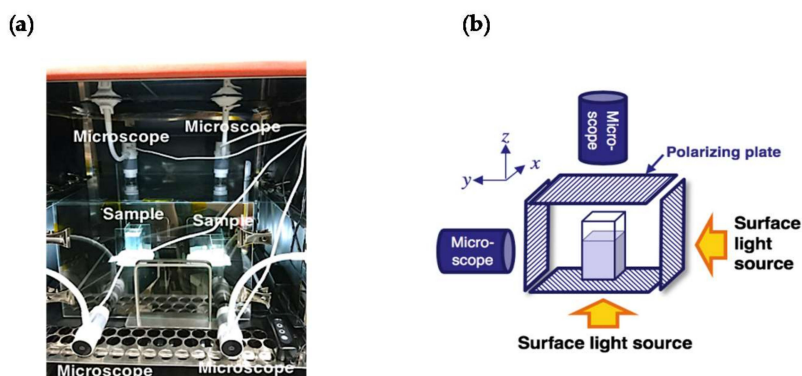 (a)
(b)
Microscope
Microscope
Sample
Sample
Microscope
Microscope
Micro-
scope
z
x
y
Polarizing plate
Micro-
scope
Surface
light
source
Surface light source